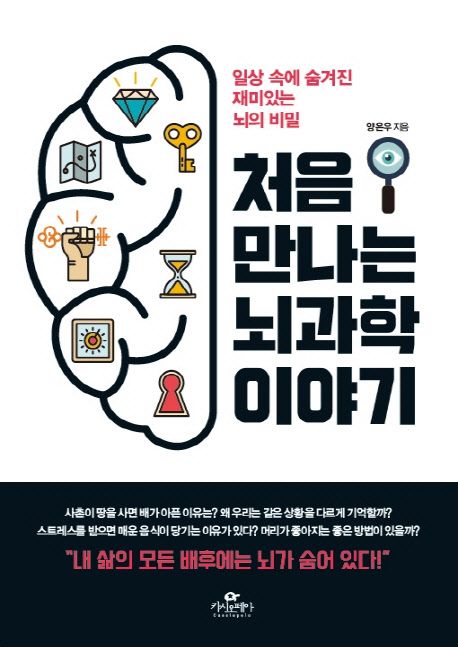 일상 속에 숨겨진
재미있는
뇌의 비밀
양은우 지음
처음
만나는
뇌과학
이야기
사촌이 땅을 사면 배가 아픈 이유는? 왜 우리는 같은 상황을 다르게 기억할까?
스트레스를 받으면 매운 음식이 당기는 이유가 있다? 머리가 좋아지는 좋은 방법이 있을까?
"내 삶의 모든 배후에는 뇌가 숨어 있다!"
카시오페아
Cassiopeia